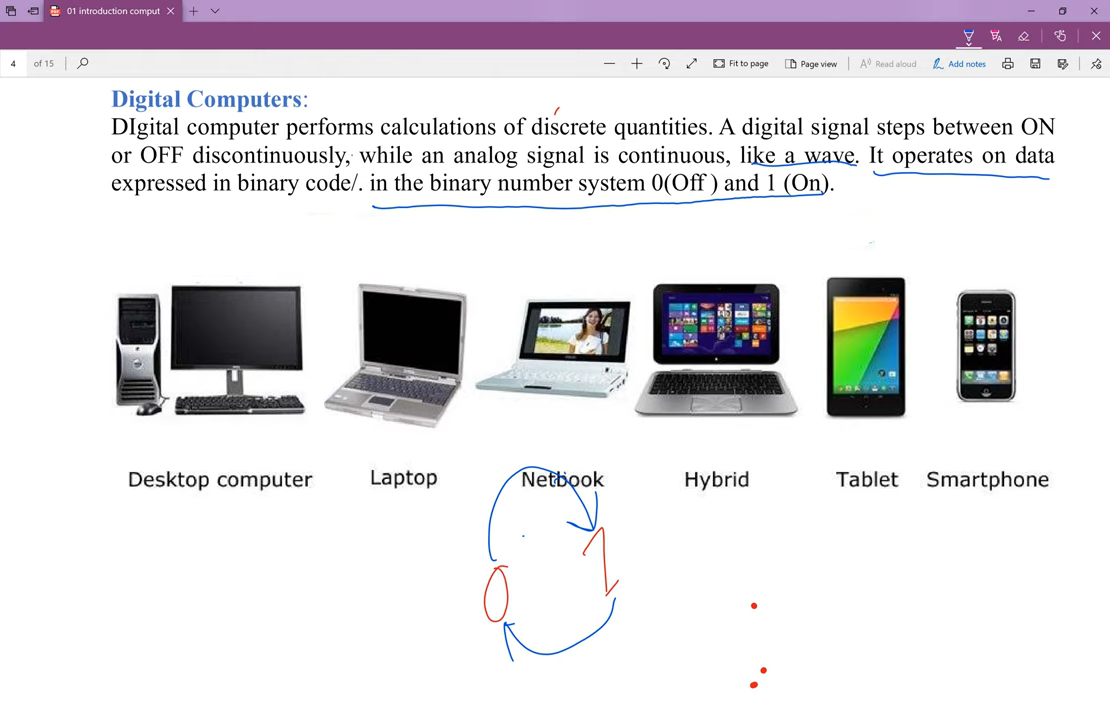 01 introduction comput
4 of 15
Fit to page
Page view
Read aloud
Add notes
Digital Computers:
DIgital computer performs calculations of discrete quantities. A digital signal steps between ON
or OFF discontinuously, while an analog signal is continuous, like a wave. It operates on data
expressed in binary code/. in the binary number system 0(Off ) and 1 (On).
Desktop computer
Laptop
Netbook
Hybrid
Tablet
Smartphone
0 1